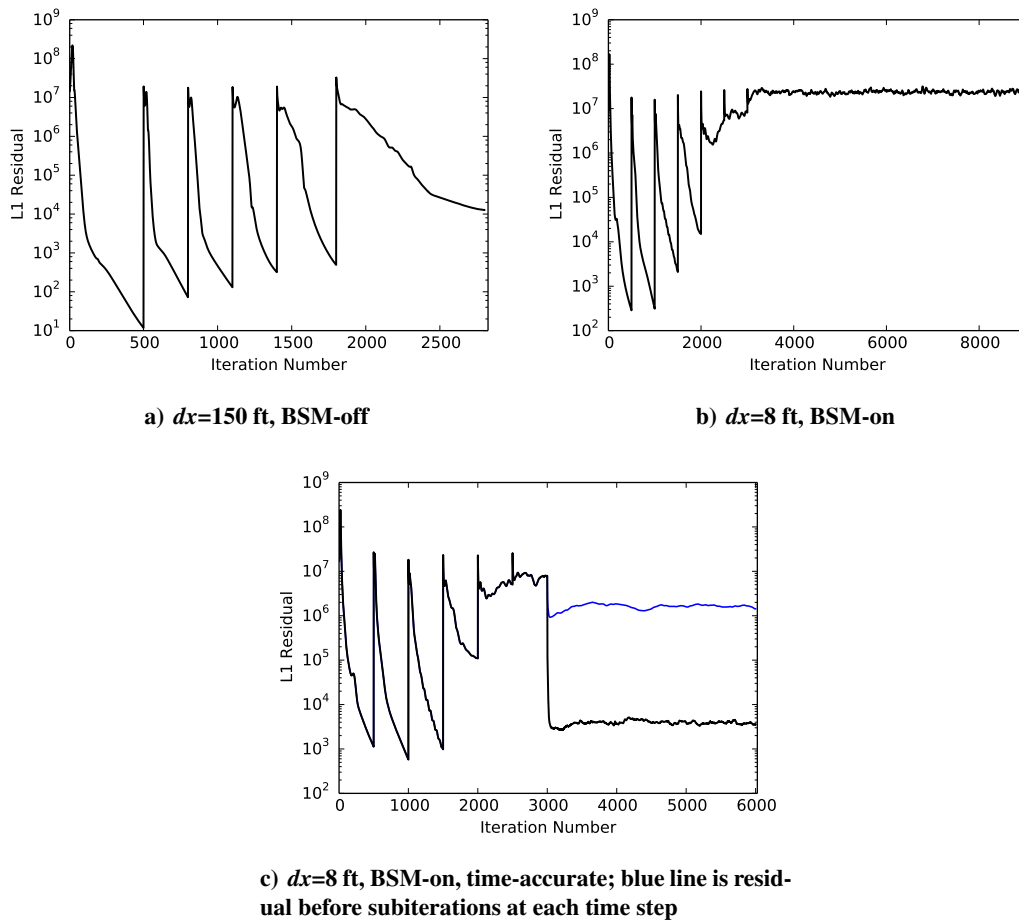 10^9
10^8
10^7
10^6
10^5
10^4
10^3
10^2
10^1
L1 Residual
0 500 1000 1500 2000 2500
Iteration Number
a) dx=150 ft, BSM-off
10^9
10^8
10^7
10^6
10^5
10^4
10^3
10^2
L1 Residual
0 2000 4000 6000 8000
Iteration Number
b) dx=8 ft, BSM-on
10^9
10^8
10^7
10^6
10^5
10^4
10^3
10^2
L1 Residual
0 1000 2000 3000 4000 5000 6000
Iteration Number
c) dx=8 ft, BSM-on, time-accurate; blue line is resid-
ual before subiterations at each time step